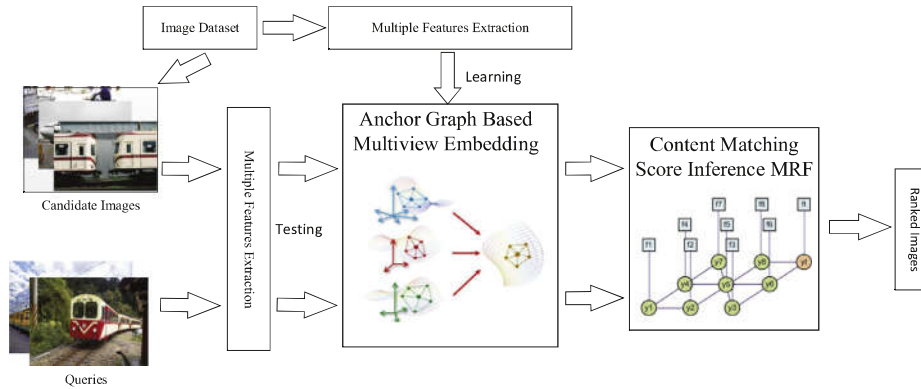 Image Dataset
Multiple Features Extraction
Learning
Candidate Images
Multiple Features Extraction
Testing
Anchor Graph Based
Multiview Embedding
Content Matching
Score Inference MRF
f7
f8
fl
f4
f5
f6
f1
f2
f3
y7
y8
yl
y4
y5
y6
y1
y2
y3
Ranked Images
Queries